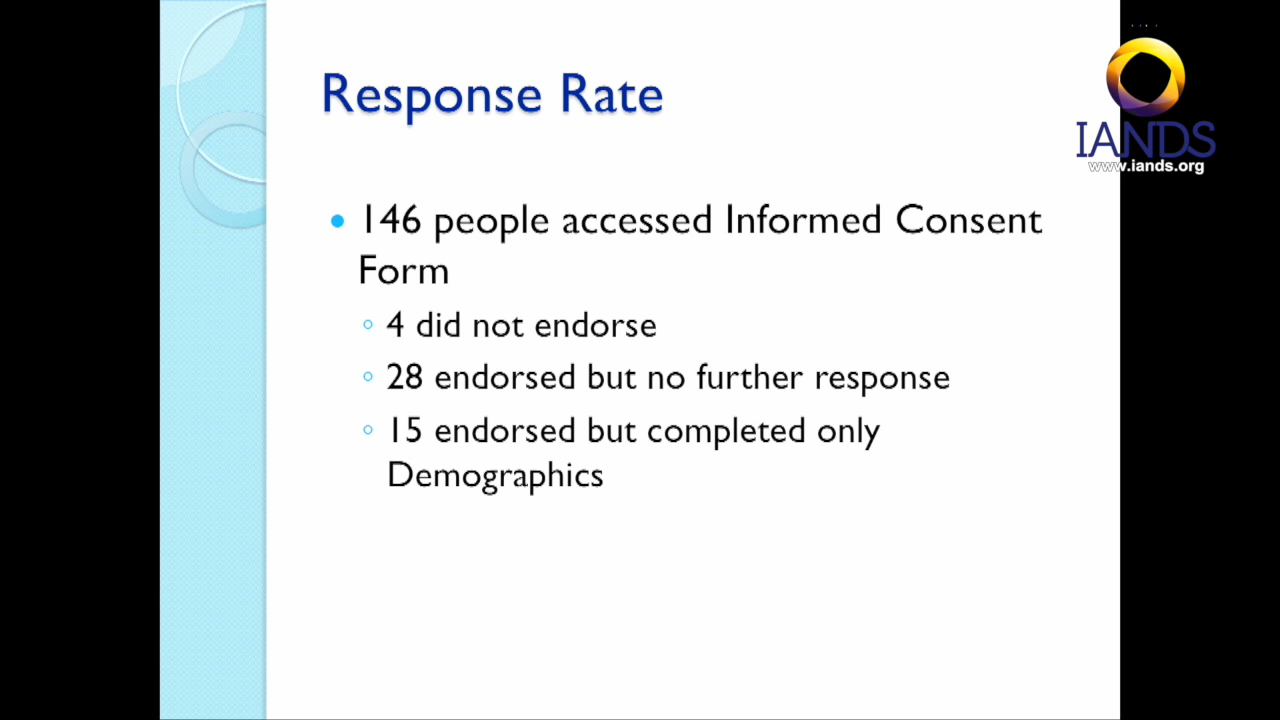 Response Rate
IANDS
www.iands.org
• 146 people accessed Informed Consent
Form
◦ 4 did not endorse
◦ 28 endorsed but no further response
◦ 15 endorsed but completed only
Demographics